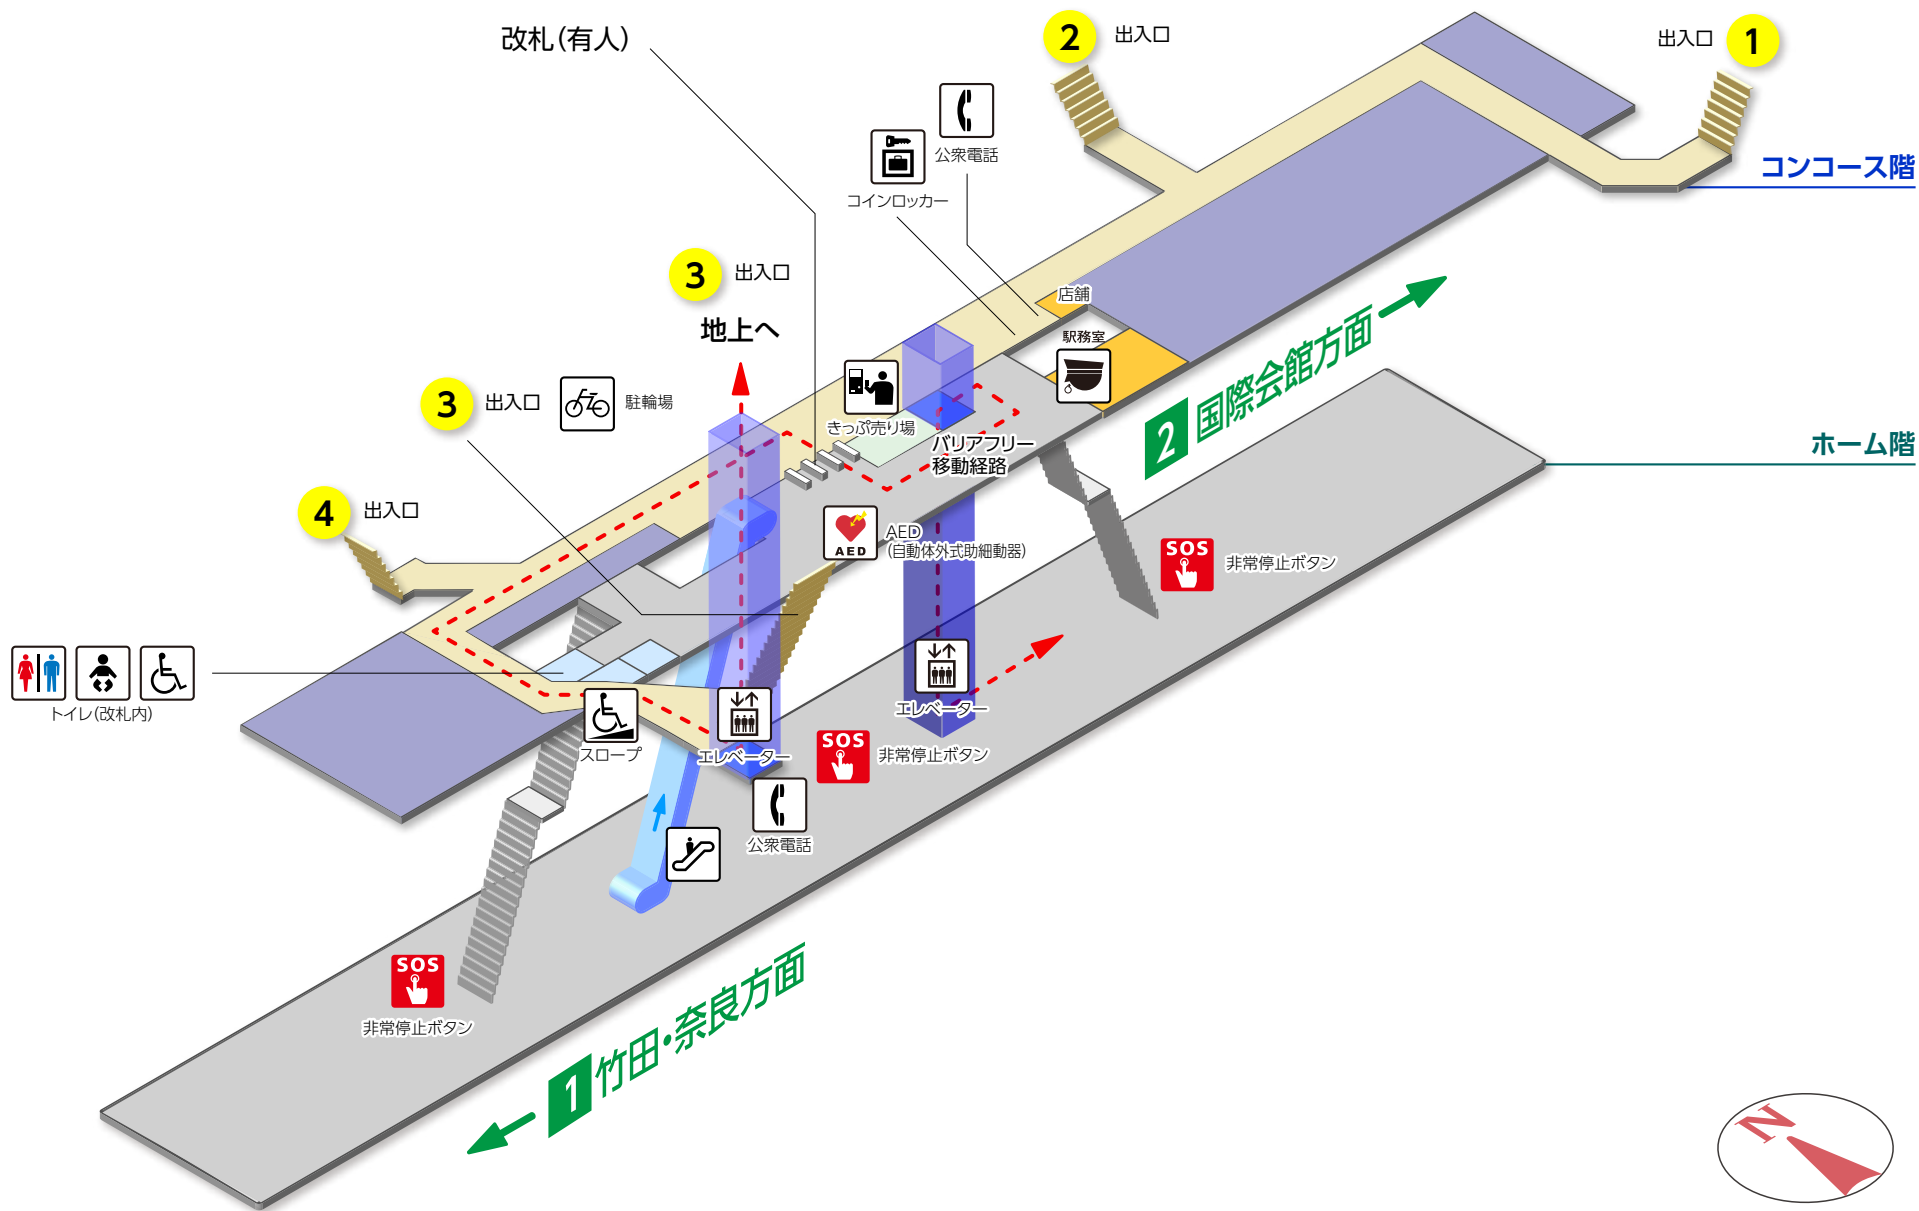 改札(有人)
2 出入口
出入口 1
公衆電話
コインロッカー
コンコース階
3 出入口
地上へ
店舗
駅務室
3 出入口
駐輪場
きっぷ売り場
バリアフリー
移動経路
2 国際会館方面
ホーム階
4 出入口
AED
AED
(自動体外式助細動器)
SOS
非常停止ボタン
トイレ(改札内)
スロープ
エレベーター
エレベーター
SOS
非常停止ボタン
公衆電話
SOS
非常停止ボタン
1 竹田・奈良方面
N